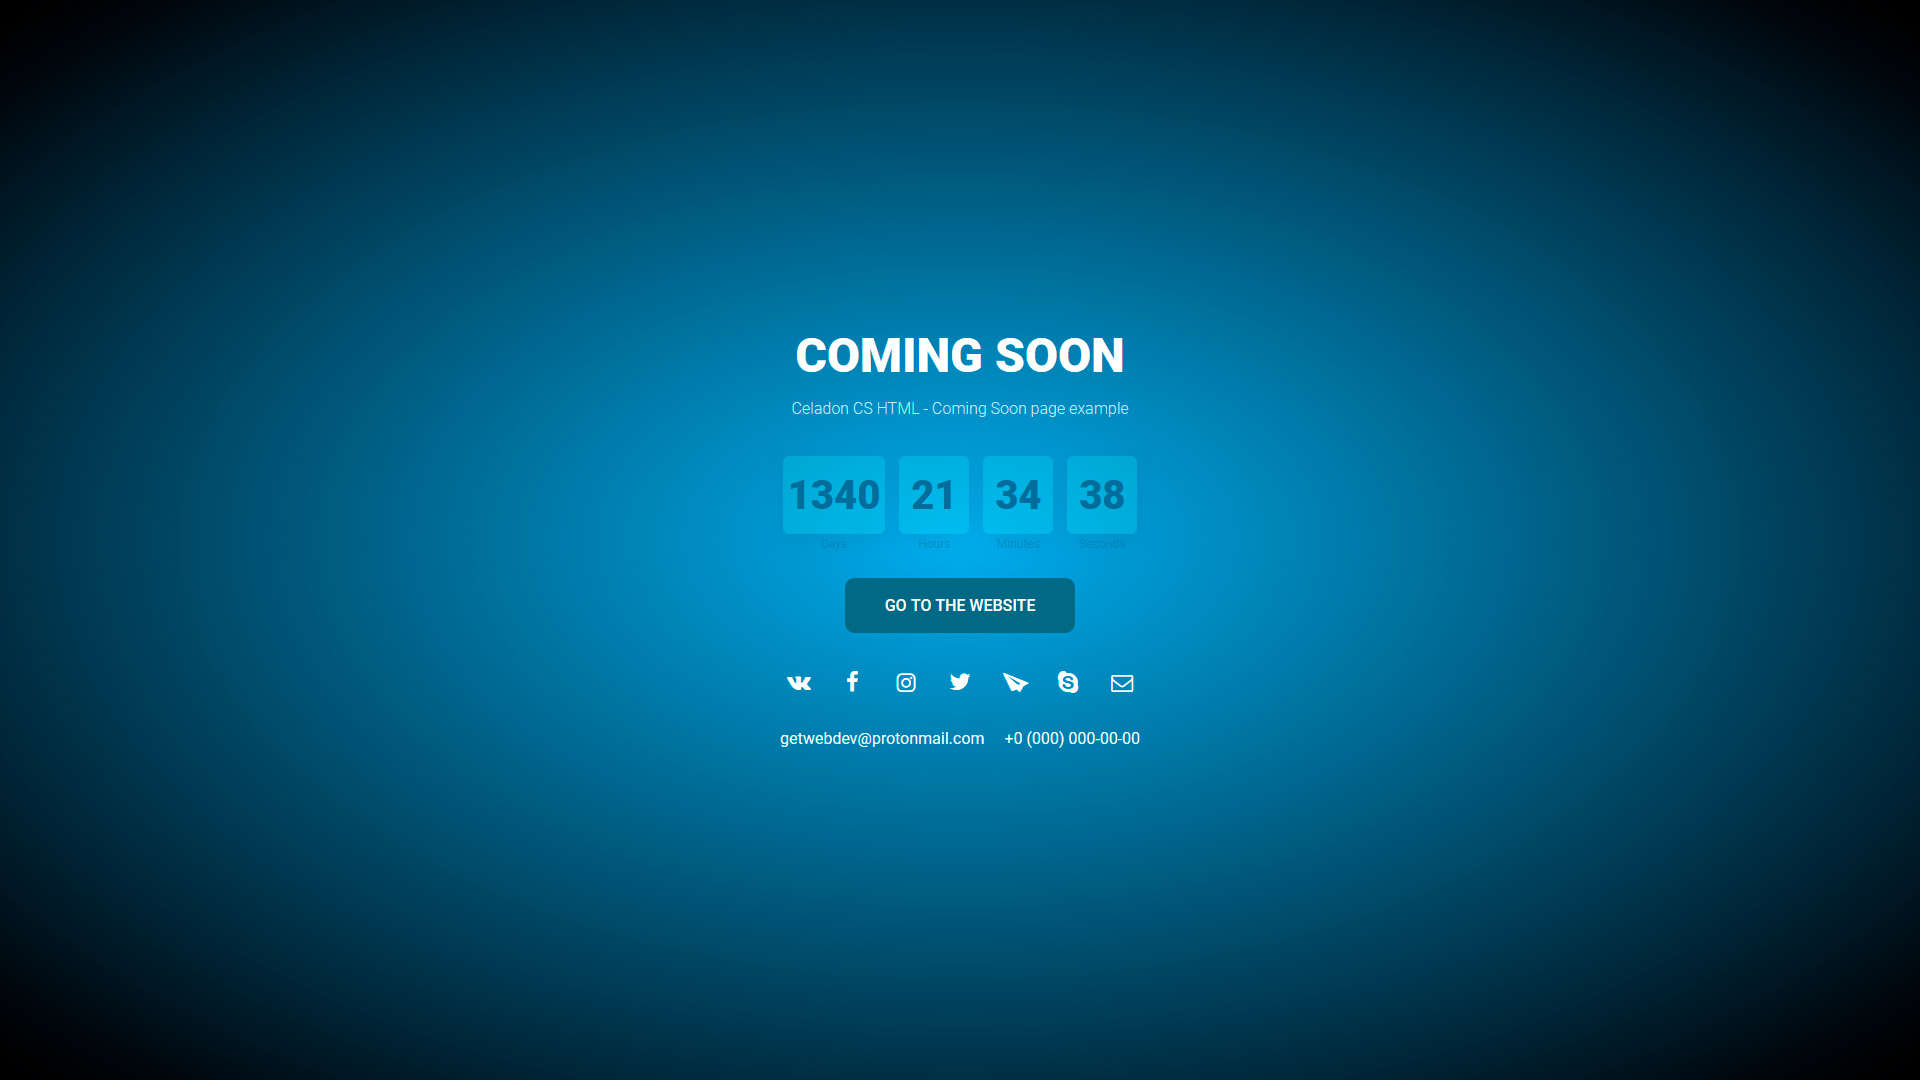 COMING SOON
Celadon CS HTML - Coming Soon page example
1340 21 34 38
Days Hours Minutes Seconds
GO TO THE WEBSITE
getwebdev@protonmail.com +0 (000) 000-00-00